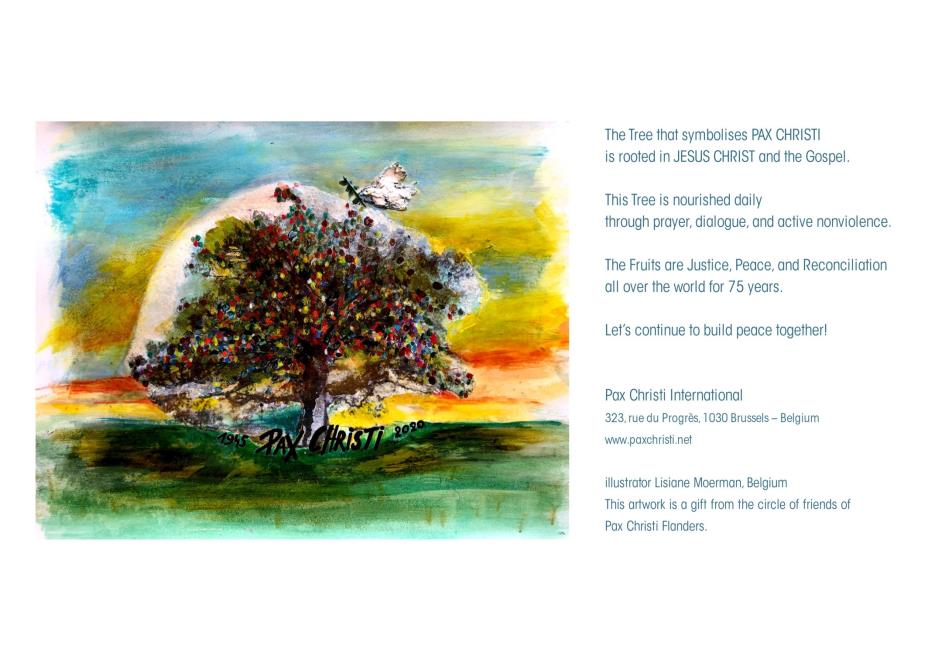 1945 PAX CHRISTI 2020
The Tree that symbolises PAX CHRISTI
is rooted in JESUS CHRIST and the Gospel.
This Tree is nourished daily
through prayer, dialogue, and active nonviolence.
The Fruits are Justice, Peace, and Reconciliation
all over the world for 75 years.
Let's continue to build peace together!
Pax Christi International
323, rue du Progrès, 1030 Brussels – Belgium
www.paxchristi.net
illustrator Lisiane Moerman, Belgium
This artwork is a gift from the circle of friends of
Pax Christi Flanders.